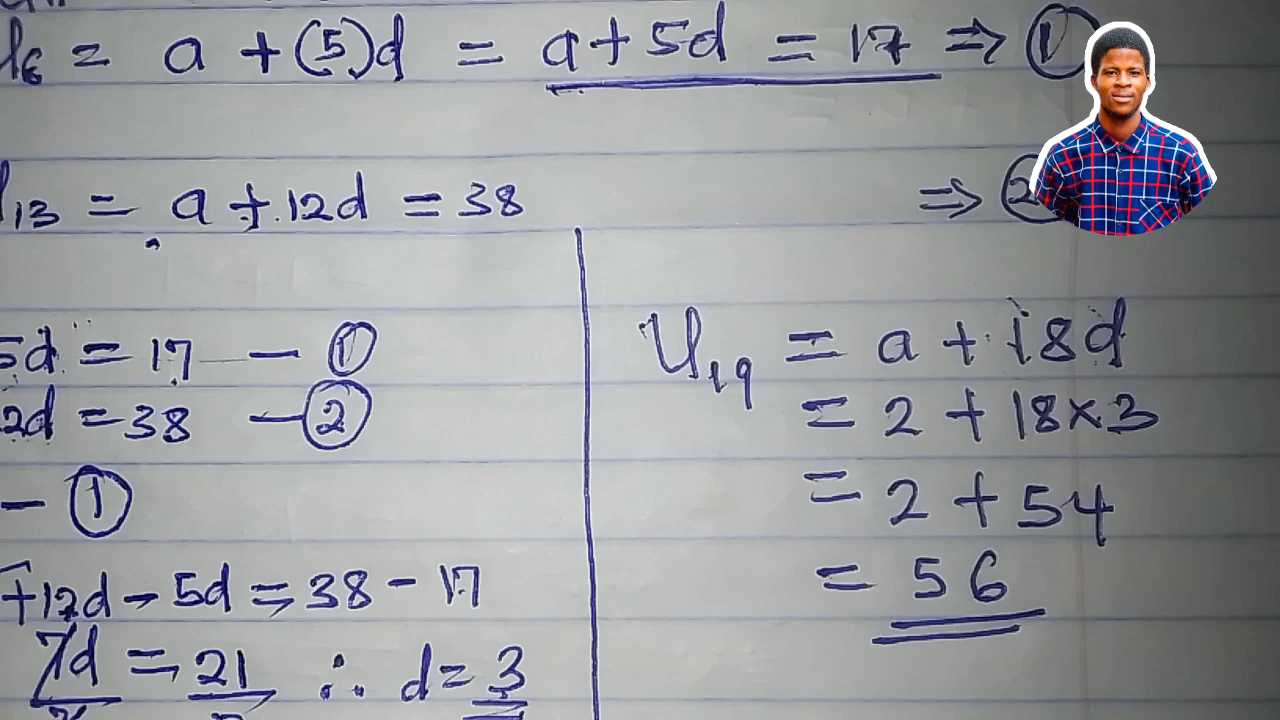 U₆ = a + (5)d = a + 5d = 17 ⇒ ①
U₁₃ = a + 12d = 38 ⇒ ②
5d = 17 — ①
2d = 38 — ②
– ①
+12d – 5d = 38 – 17
7d = 21 ∴ d = 3
U₁₉ = a + 18d
= 2 + 18×3
= 2 + 54
= 56